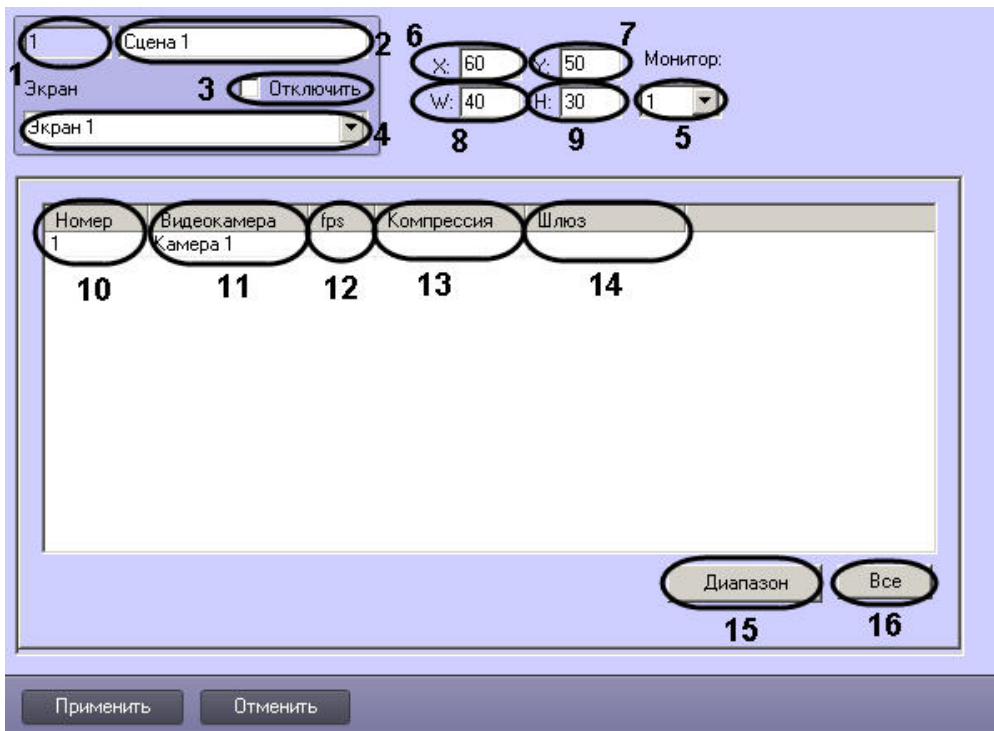 1 Сцена 1 2
1 Экран 3 Отключить
Экран 1 4
6 7
X: 60 Y: 50 Монитор:
W: 40 H: 30 1
8 9 5
Номер Видеокамера fps Компрессия Шлюз
1 Камера 1
10 11 12 13 14
Диапазон Все
15 16
Применить Отменить